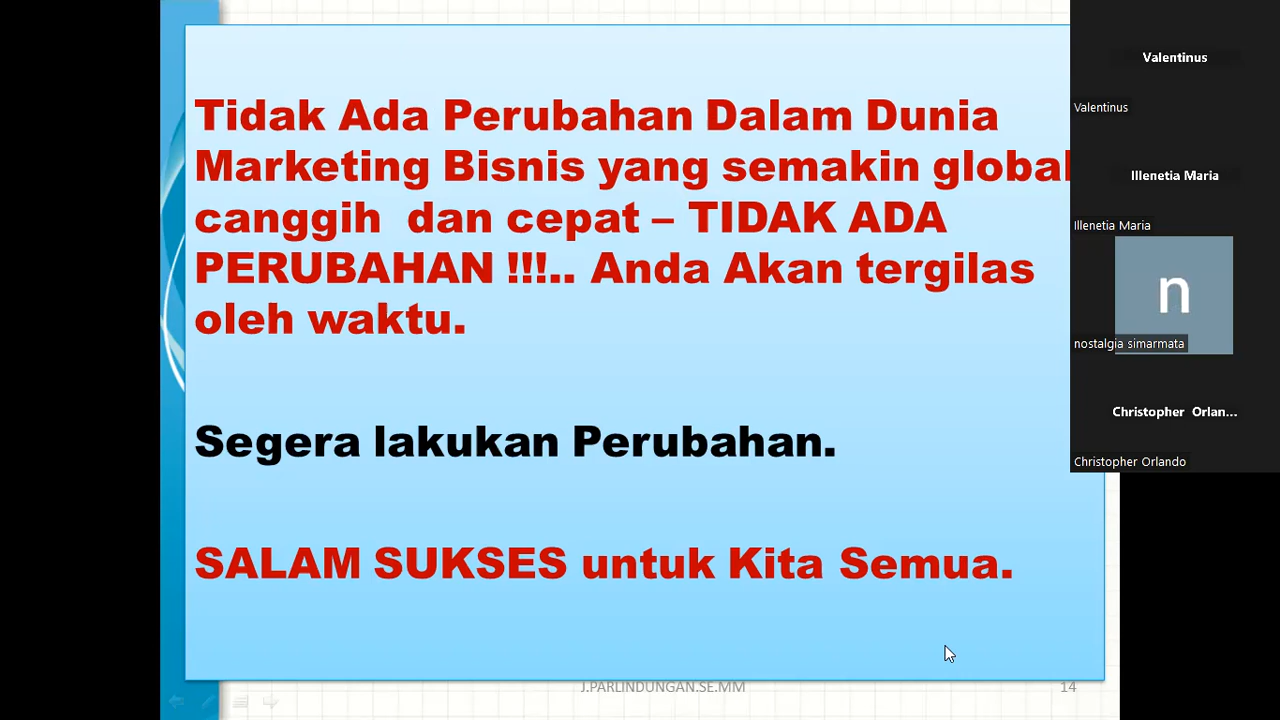 Tidak Ada Perubahan Dalam Dunia
Marketing Bisnis yang semakin global
canggih dan cepat – TIDAK ADA
PERUBAHAN !!!.. Anda Akan tergilas
oleh waktu.
Segera lakukan Perubahan.
SALAM SUKSES untuk Kita Semua.
J.PARLINDUNGAN.SE.MM
14
Valentinus
Valentinus
Illenetia Maria
Illenetia Maria
n
nostalgia simarmata
Christopher Orlan...
Christopher Orlando